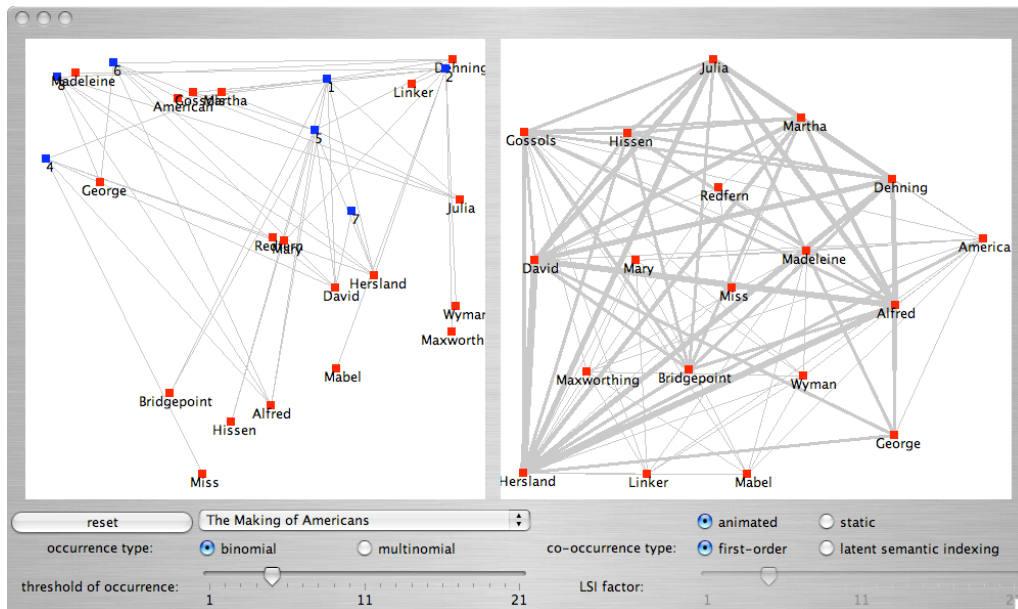 6
Denning
2
8
Madeleine
1
Linker
American
Gossols
Martha
5
4
George
Julia
7
Redfern
Mary
Hersland
David
Wyman
Maxworth
Mabel
Bridgepoint
Alfred
Hissen
Miss
Julia
Martha
Gossols
Hissen
Denning
Redfern
America
David
Mary
Madeleine
Miss
Alfred
Maxworthing
Bridgepoint
Wyman
George
Hersland
Linker
Mabel
reset
The Making of Americans
animated
static
occurrence type:
binomial
multinomial
co-occurrence type:
first-order
latent semantic indexing
threshold of occurrence:
1
11
21
LSI factor:
1
11
2